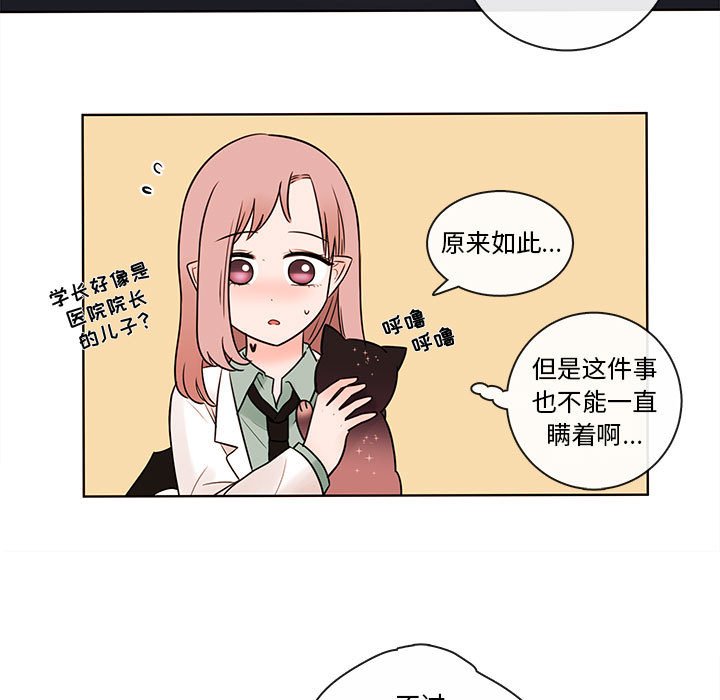 原来如此...
学长好像是
医院院长
的儿子?
呼噜
呼噜
但是这件事
也不能一直
瞒着啊...